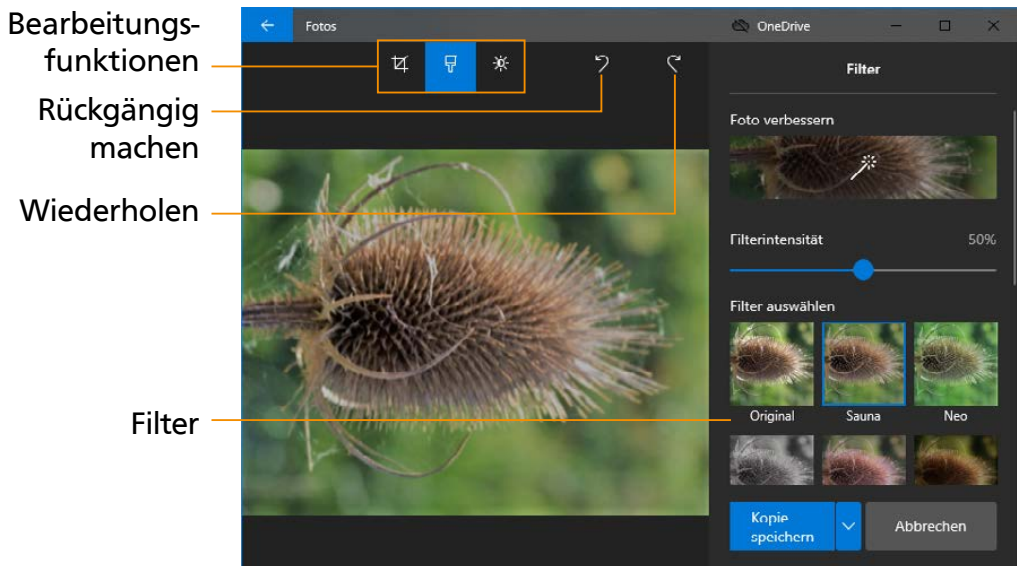 Bearbeitungs-
funktionen
Rückgängig
machen
Wiederholen
Filter
Fotos
OneDrive
Filter
Foto verbessern
Filterintensität
50%
Filter auswählen
Original
Sauna
Neo
Kopie
speichern
Abbrechen